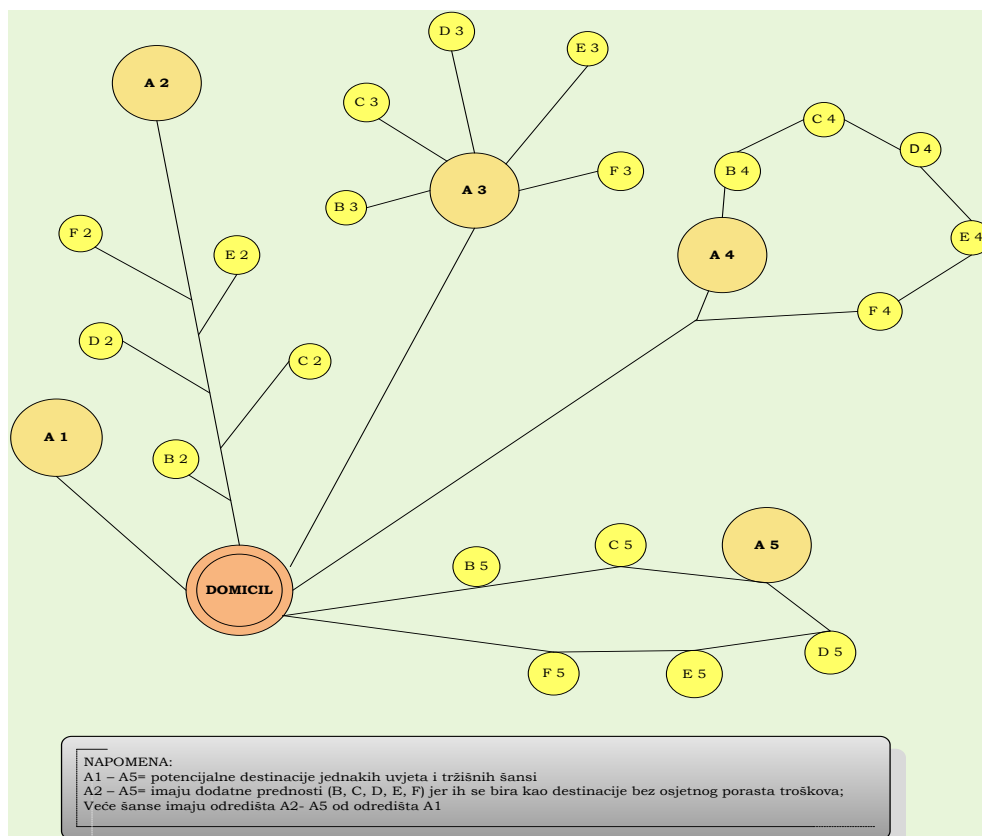 D 3
E 3
A 2
C 3
C 4
D 4
B 4
F 3
A 3
B 3
F 2
E 4
E 2
A 4
F 4
D 2
C 2
A 1
B 2
A 5
C 5
B 5
DOMICIL
D 5
F 5
E 5
NAPOMENA:
A1 – A5= potencijalne destinacije jednakih uvjeta i tržišnih šansi
A2 – A5= imaju dodatne prednosti (B, C, D, E, F) jer ih se bira kao destinacije bez osjetnog porasta troškova;
Veće šanse imaju odredišta A2- A5 od odredišta A1